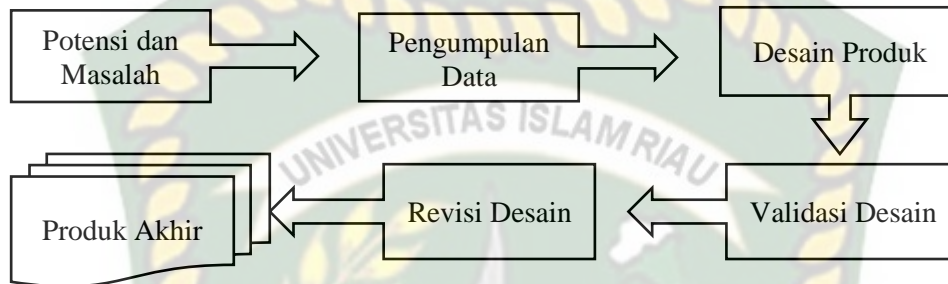 Potensi dan
Masalah
Pengumpulan
Data
Desain Produk
UNIVERSITAS ISLAM RIAU
Validasi Desain
Revisi Desain
Produk Akhir